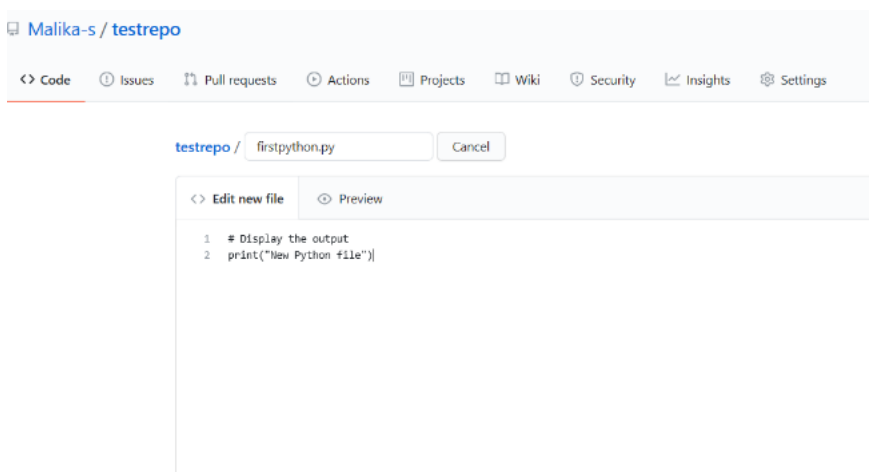 Malika-s / testrepo
<> Code Issues Pull requests Actions Projects Wiki Security Insights Settings
testrepo / firstpython.py Cancel
<> Edit new file Preview
1 # Display the output
2 print("New Python file")